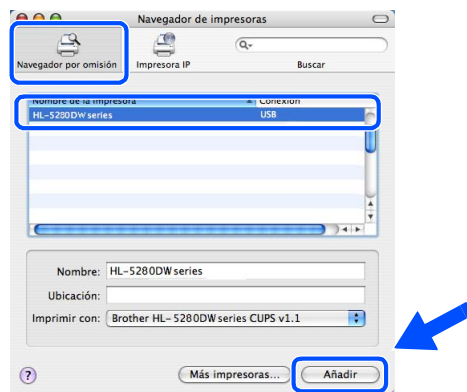 Navegador de impresoras
Navegador por omisión
Impresora IP
Buscar
Nombre de la impresora
Conexión
HL-5280DW series
USB
Nombre: HL-5280DW series
Ubicación:
Imprimir con: Brother HL-5280DW series CUPS v1.1
?
Más impresoras...
Añadir